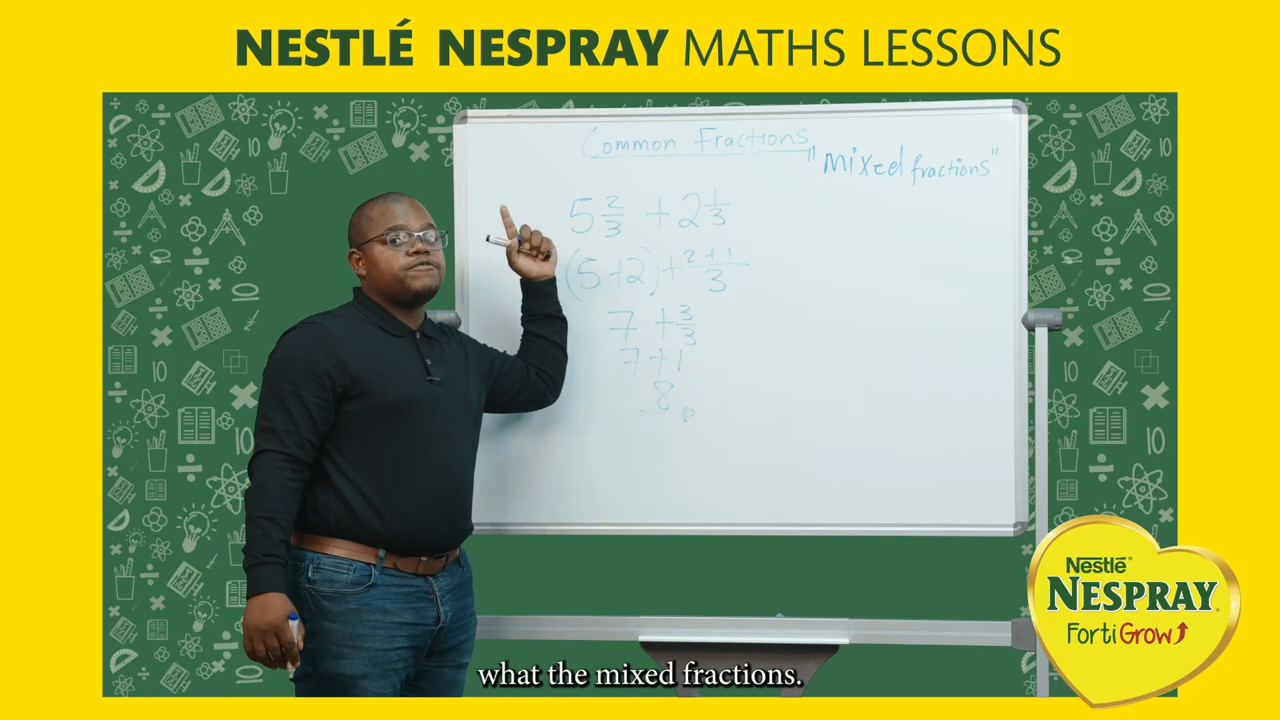 NESTLÉ NESPRAY MATHS LESSONS
Common Fractions
"mixed fractions"
5 2/3 + 2 1/3
(5+2) + 2+1/3
7 + 3/3
7+1
8
what the mixed fractions.
Nestlé
NESPRAY
FortiGrow